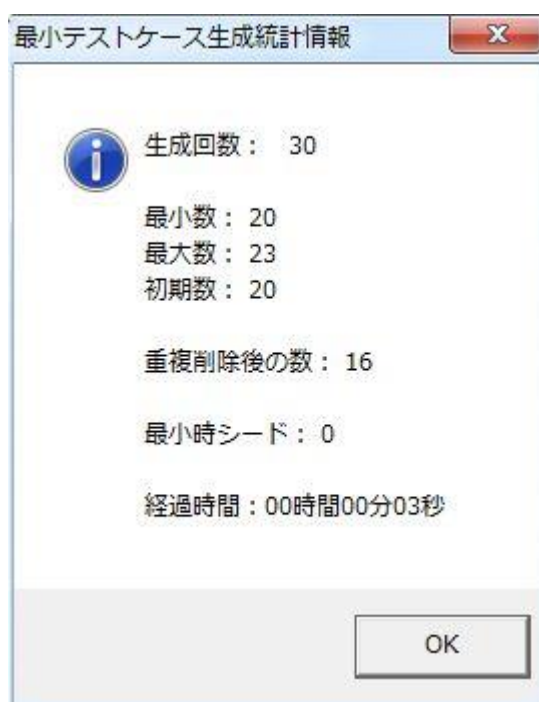 最小テストケース生成統計情報
生成回数： 30
最小数： 20
最大数： 23
初期数： 20
重複削除後の数： 16
最小時シード： 0
経過時間：00時間00分03秒
OK